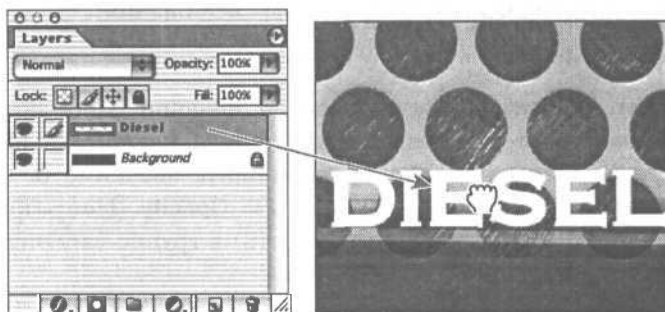 Layers
Normal Opacity: 100%
Lock: Fill: 100%
Diesel
Background
DIESEL